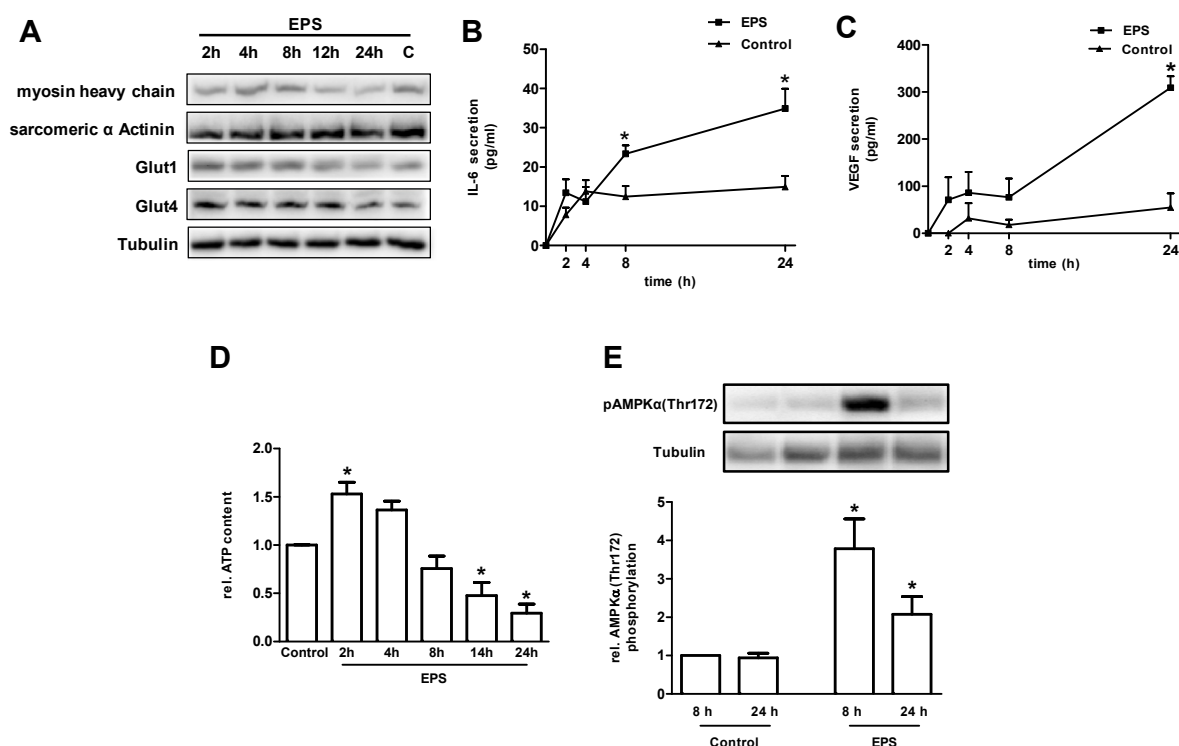 A
EPS
2h 4h 8h 12h 24h C
myosin heavy chain
sarcomeric α Actinin
Glut1
Glut4
Tubulin
B
EPS
Control
IL-6 secretion
(pg/ml)
50
40
30
20
10
0
*
*
2 4 8 24
time (h)
C
EPS
Control
VEGF secretion
(pg/ml)
400
300
200
100
0
*
2 4 8 24
time (h)
D
rel. ATP content
2.0
1.5
1.0
0.5
0.0
*
*
*
Control 2h 4h 8h 14h 24h
EPS
E
pAMPKα(Thr172)
Tubulin
rel. AMPKα(Thr172)
phosphorylation
5
4
3
2
1
0
*
*
8 h 24 h 8 h 24 h
Control EPS